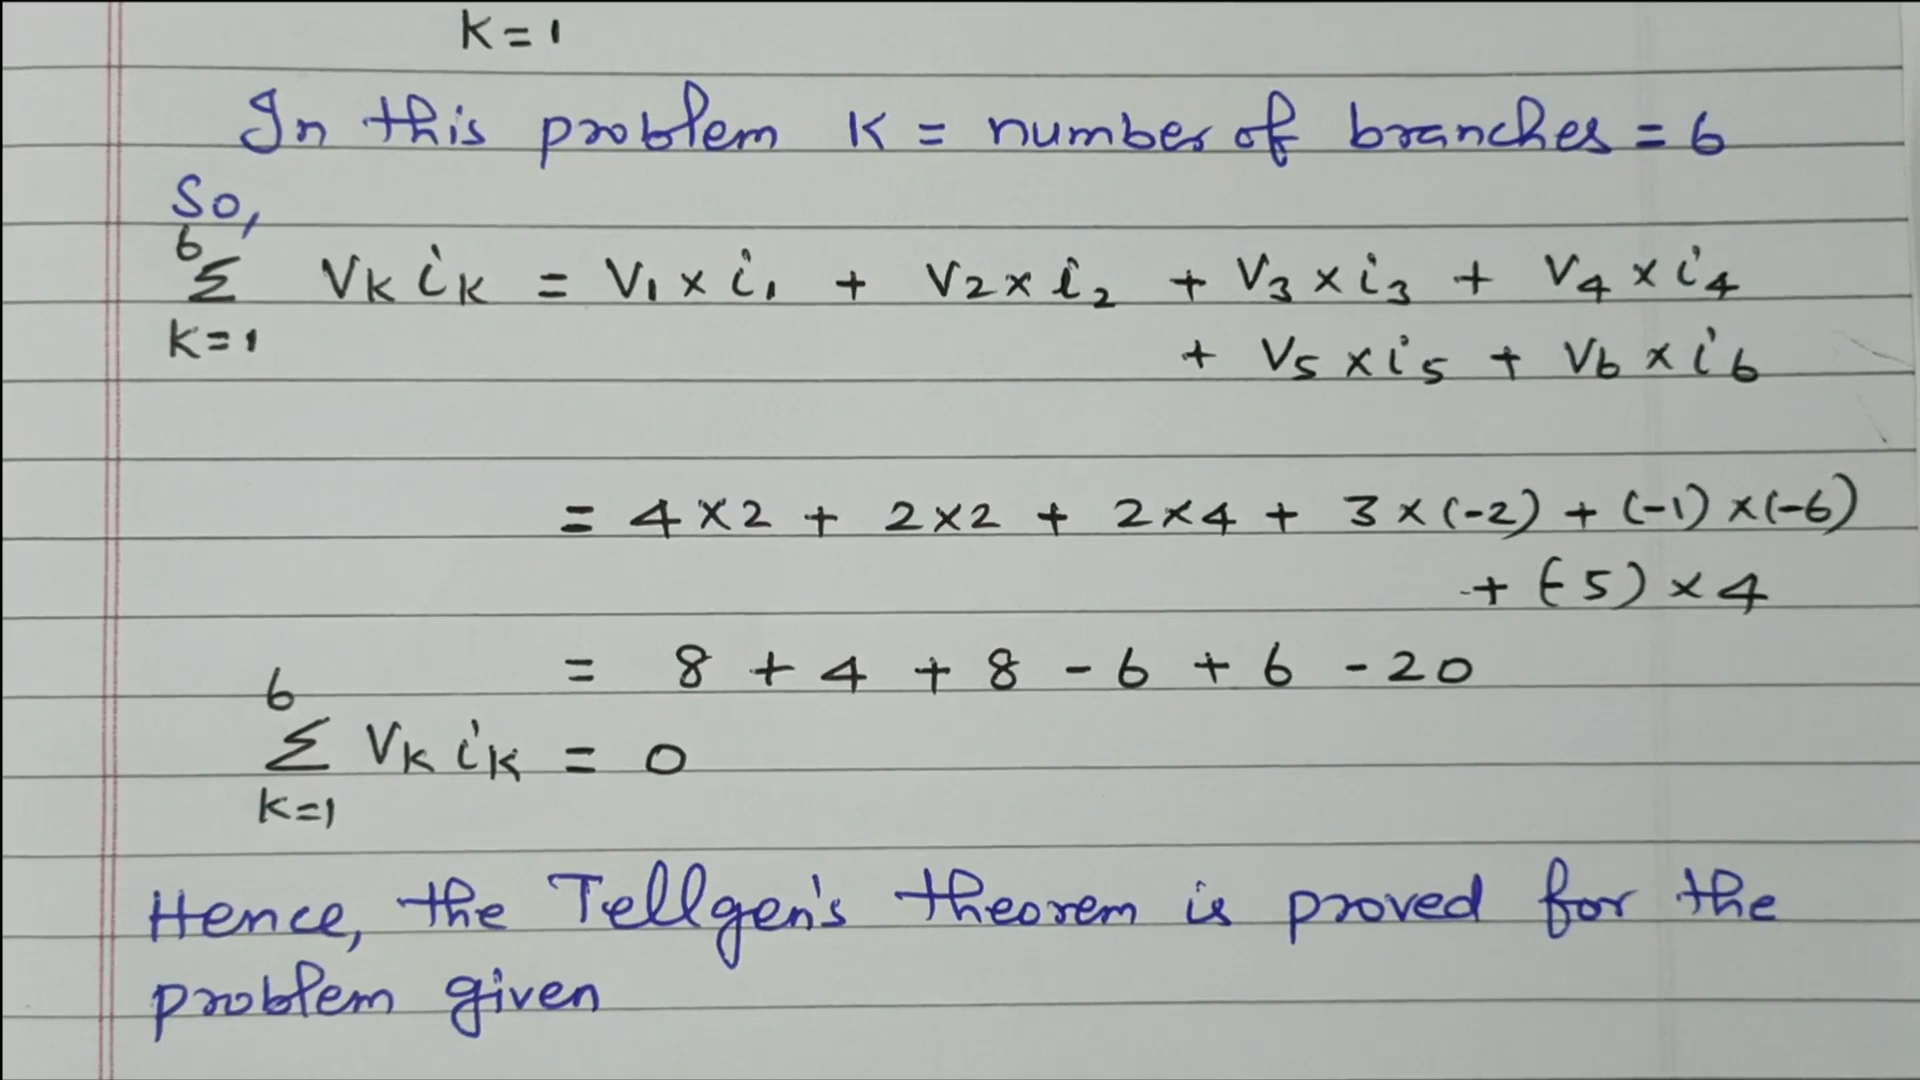 K=1
In this problem K = number of branches = 6
So,
6
Σ Vk ik = V1 x i1 + V2 x i2 + V3 x i3 + V4 x i4
K=1
+ V5 x i5 + V6 x i6
= 4 x 2 + 2 x 2 + 2 x 4 + 3 x (-2) + (-1) x (-6)
+ (-5) x 4
= 8 + 4 + 8 - 6 + 6 - 20
6
Σ Vk ik = 0
K=1
Hence, the Tellgen's theorem is proved for the
problem given